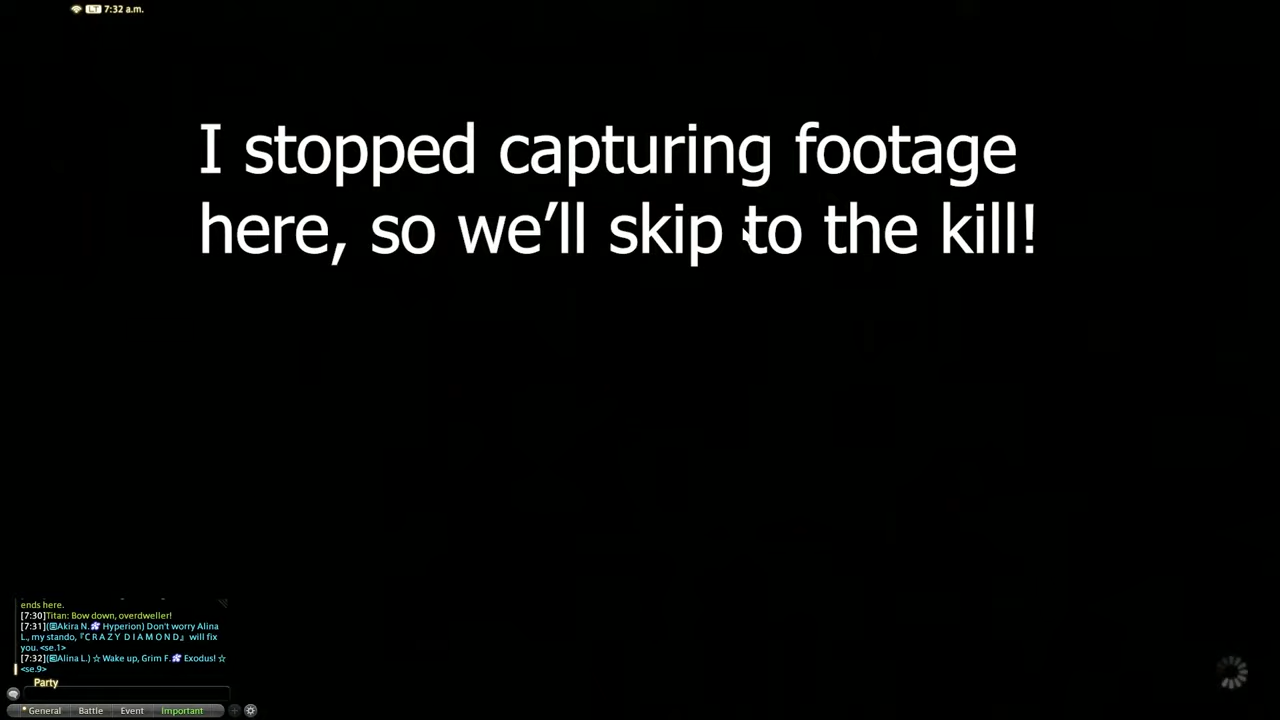 LT 7:32 a.m.
I stopped capturing footage
here, so we’ll skip to the kill!
ends here.
[7:30]Titan: Bow down, overdweller!
[7:31](Akira N. Hyperion) Don't worry Alina
L., my stando, 『C R A Z Y D I A M O N D』 will fix
you. <se.1>
[7:32](Alina L.) ☆ Wake up, Grim F. Exodus! ☆
<se.9>
Party
General Battle Event Important